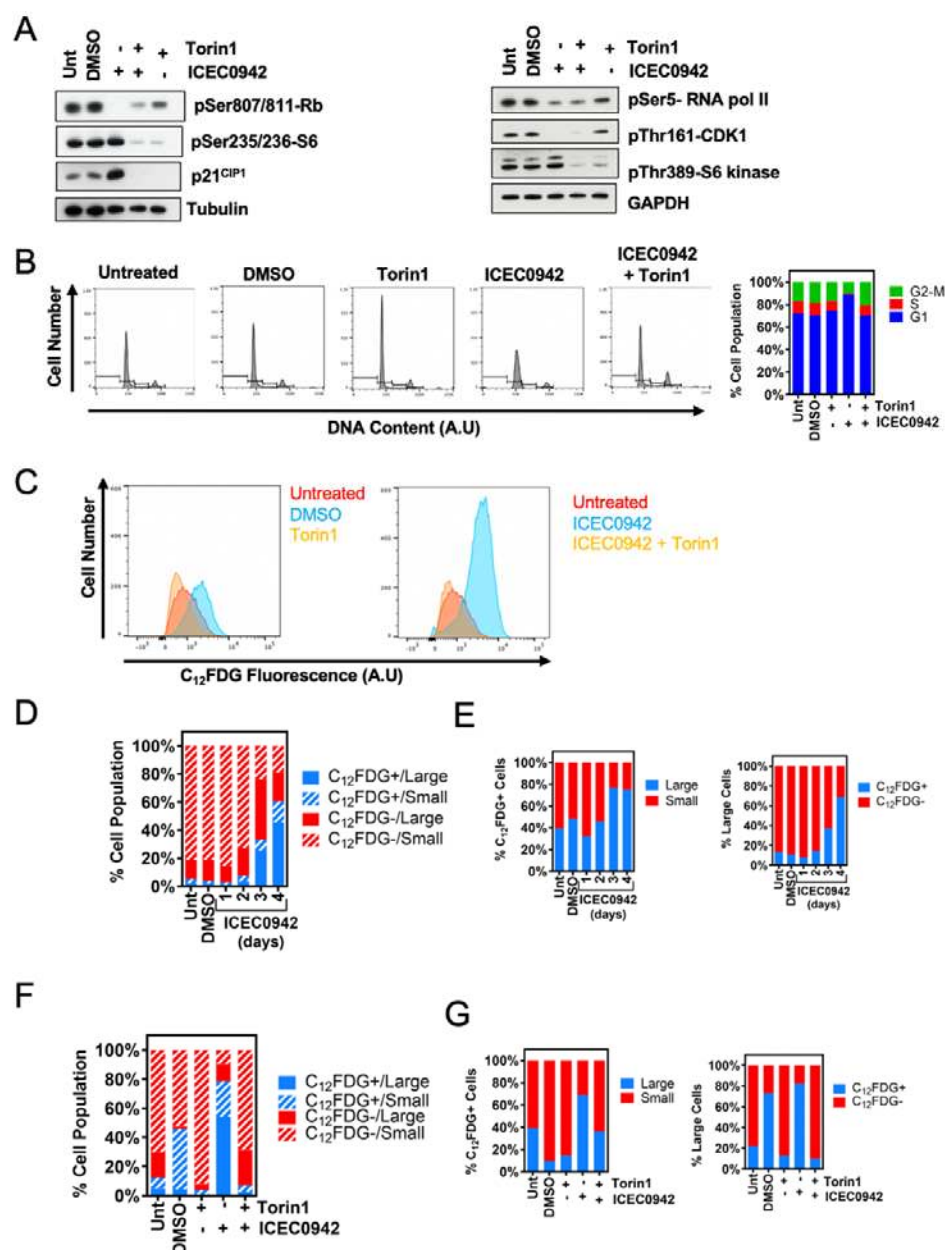 A
Unt
DMSO
- + + Torin1
+ + - ICEC0942
pSer807/811-Rb
pSer235/236-S6
p21CIP1
Tubulin
Unt
DMSO
- + + Torin1
+ + - ICEC0942
pSer5- RNA pol II
pThr161-CDK1
pThr389-S6 kinase
GAPDH
B
Untreated
DMSO
Torin1
ICEC0942
ICEC0942
+ Torin1
Cell Number
DNA Content (A.U)
% Cell Population
100%
80%
60%
40%
20%
0%
G2-M
S
G1
Unt
DMSO
+ - + Torin1
- + + ICEC0942
C
Cell Number
Untreated
DMSO
Torin1
Untreated
ICEC0942
ICEC0942 + Torin1
C12FDG Fluorescence (A.U)
D
% Cell Population
100%
80%
60%
40%
20%
0%
C12FDG+/Large
C12FDG+/Small
C12FDG-/Large
C12FDG-/Small
Unt
DMSO
1 2 3 4
ICEC0942
(days)
E
% C12FDG+ Cells
100%
80%
60%
40%
20%
0%
Large
Small
Unt
DMSO
1 2 3 4
ICEC0942
(days)
% Large Cells
100%
80%
60%
40%
20%
0%
C12FDG+
C12FDG-
Unt
DMSO
1 2 3 4
ICEC0942
(days)
F
% Cell Population
100%
80%
60%
40%
20%
0%
C12FDG+/Large
C12FDG+/Small
C12FDG-/Large
C12FDG-/Small
Unt
DMSO
+ - + Torin1
- + + ICEC0942
G
% C12FDG+ Cells
100%
80%
60%
40%
20%
0%
Large
Small
Unt
DMSO
+ - + Torin1
- + + ICEC0942
% Large Cells
100%
80%
60%
40%
20%
0%
C12FDG+
C12FDG-
Unt
DMSO
+ - + Torin1
- + + ICEC0942